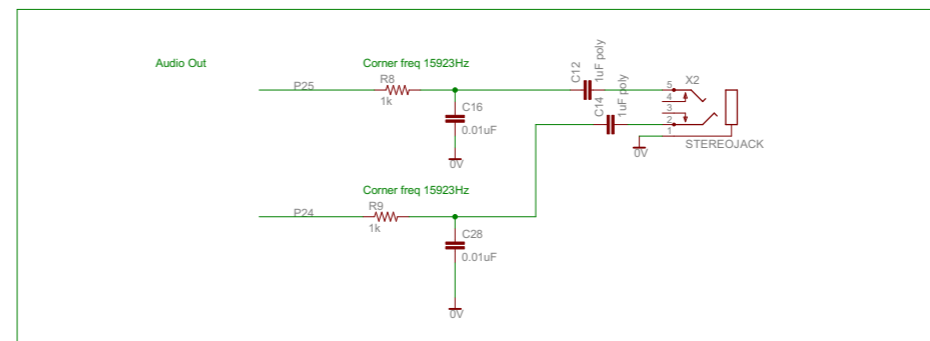 Audio Out
Corner freq 15923Hz
P25
R8
1k
C16
0.01uF
0V
C12
1uF poly
C14
1uF poly
X2
5
4
3
2
1
0V
STEREOJACK
Corner freq 15923Hz
P24
R9
1k
C28
0.01uF
0V